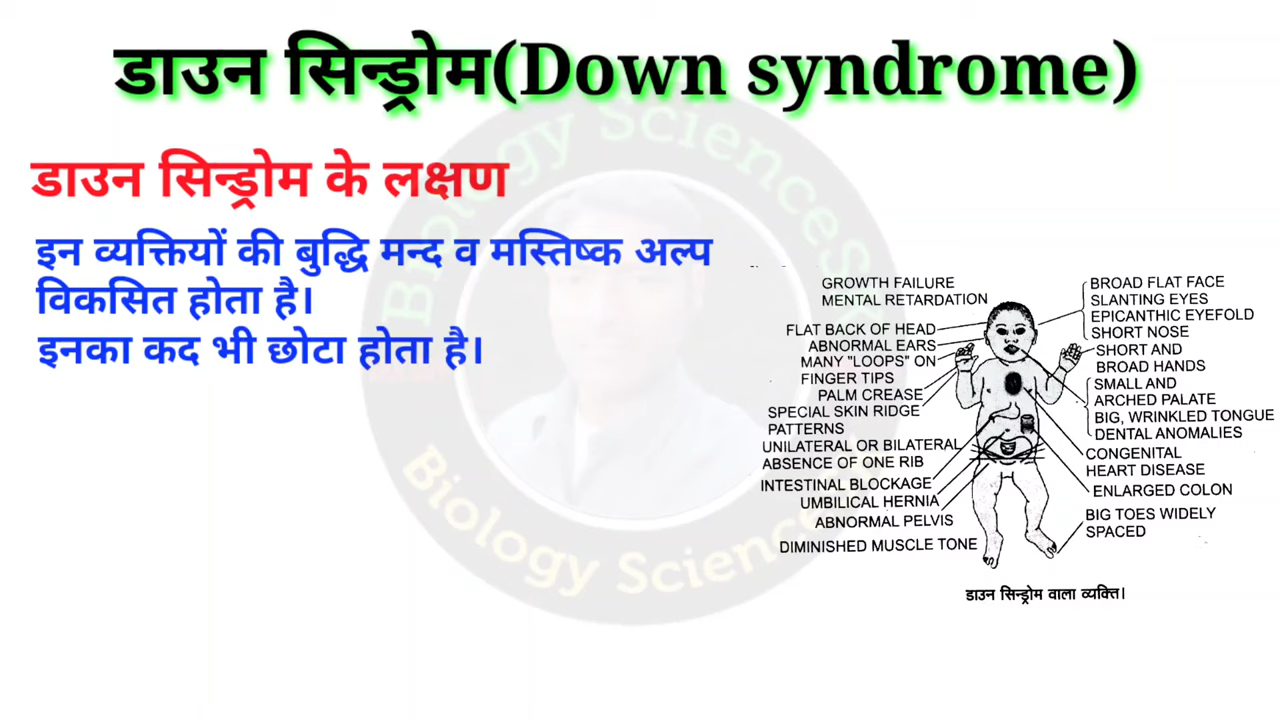 डाउन सिन्ड्रोम(Down syndrome)
डाउन सिन्ड्रोम के लक्षण
इन व्यक्तियों की बुद्धि मन्द व मस्तिष्क अल्प
विकसित होता है।
इनका कद भी छोटा होता है।
GROWTH FAILURE
MENTAL RETARDATION
FLAT BACK OF HEAD
ABNORMAL EARS
MANY "LOOPS" ON
FINGER TIPS
PALM CREASE
SPECIAL SKIN RIDGE
PATTERNS
UNILATERAL OR BILATERAL
ABSENCE OF ONE RIB
INTESTINAL BLOCKAGE
UMBILICAL HERNIA
ABNORMAL PELVIS
DIMINISHED MUSCLE TONE
BROAD FLAT FACE
SLANTING EYES
EPICANTHIC EYEFOLD
SHORT NOSE
SHORT AND
BROAD HANDS
SMALL AND
ARCHED PALATE
BIG, WRINKLED TONGUE
DENTAL ANOMALIES
CONGENITAL
HEART DISEASE
ENLARGED COLON
BIG TOES WIDELY
SPACED
डाउन सिन्ड्रोम वाला व्यक्ति।
Biology Sciences
Biology Sciences